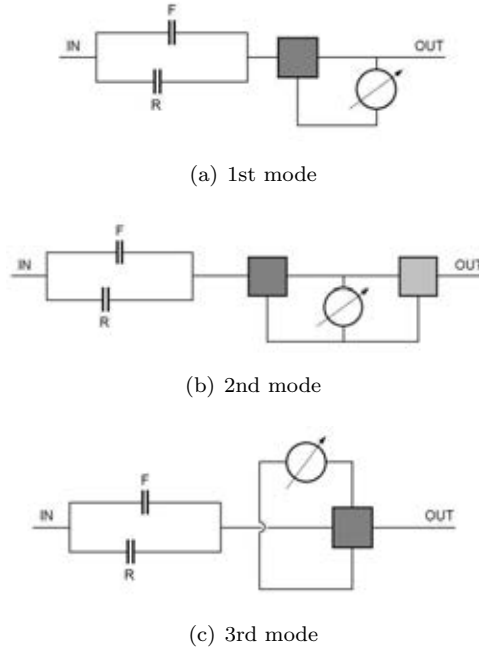 F
IN
OUT
R
(a) 1st mode
F
IN
OUT
R
(b) 2nd mode
F
IN
OUT
R
(c) 3rd mode